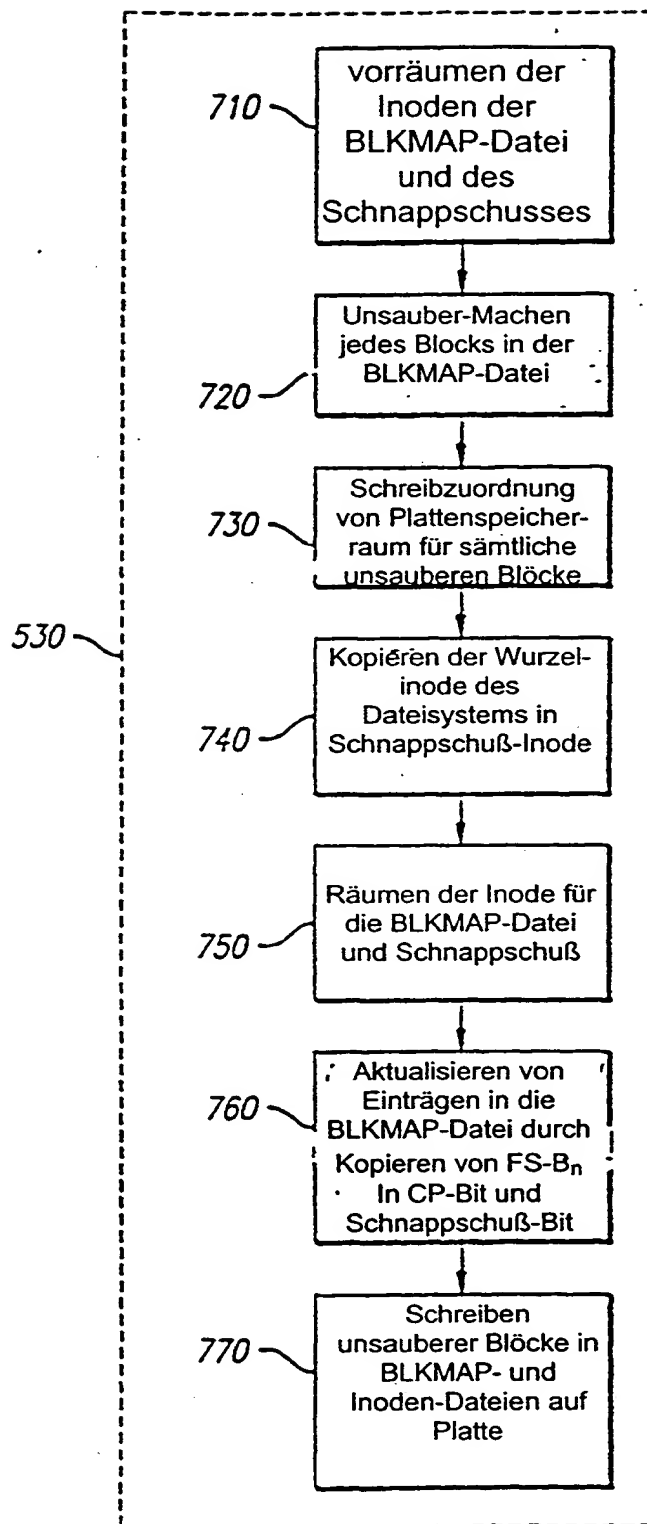 710
vorräumen der
Inoden der
BLKMAP-Datei
und des
Schnappschusses
720
Unsauber-Machen
jedes Blocks in der
BLKMAP-Datei
730
Schreibzuordnung
von Plattenspeicher-
raum für sämtliche
unsauberen Blöcke
530
740
Kopieren der Wurzel-
inode des
Dateisystems in
Schnappschuß-Inode
750
Räumen der Inode für
die BLKMAP-Datei
und Schnappschuß
760
Aktualisieren von
Einträgen in die
BLKMAP-Datei durch
Kopieren von FS-Bn
In CP-Bit und
Schnappschuß-Bit
770
Schreiben
unsauberer Blöcke in
BLKMAP- und
Inoden-Dateien auf
Platte